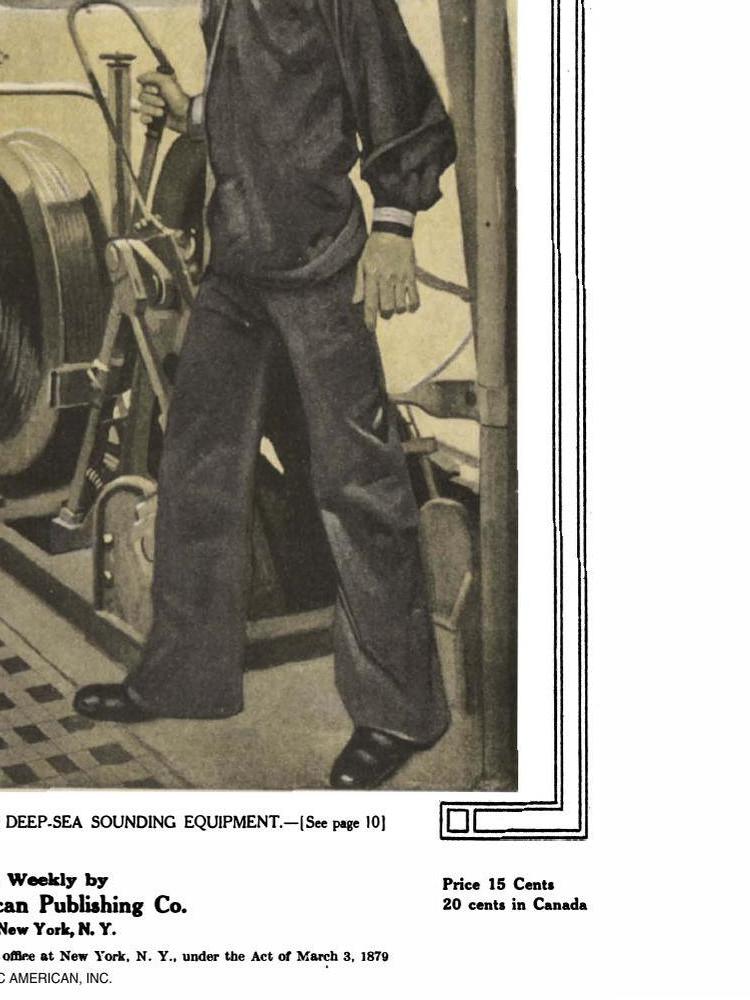 DEEP-SEA SOUNDING EQUIPMENT.—[See page 10]
Weekly by
can Publishing Co.
New York, N. Y.
office at New York, N. Y., under the Act of March 3, 1879
C AMERICAN, INC.
Price 15 Cents
20 cents in Canada